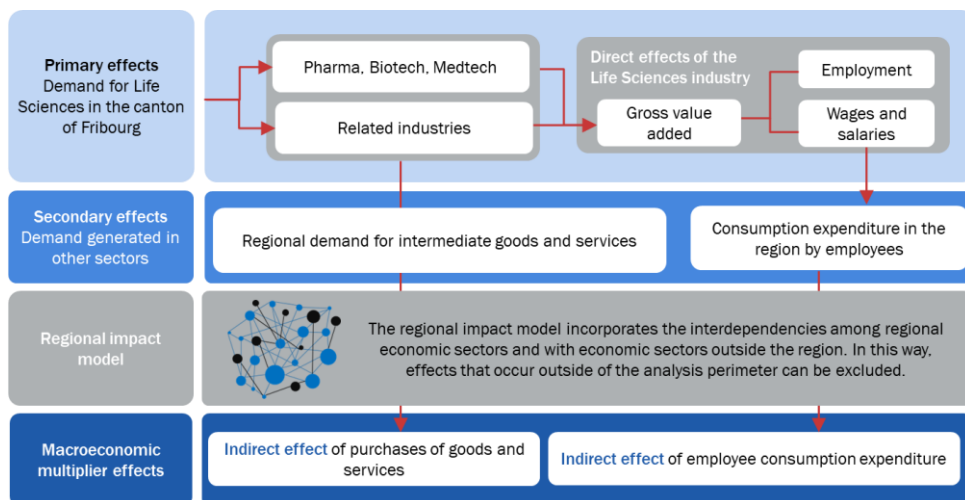 Primary effects
Demand for Life
Sciences in the canton
of Fribourg
Pharma, Biotech, Medtech
Related industries
Direct effects of the
Life Sciences industry
Gross value
added
Employment
Wages and
salaries
Secondary effects
Demand generated in
other sectors
Regional demand for intermediate goods and services
Consumption expenditure in the
region by employees
Regional impact
model
The regional impact model incorporates the interdependencies among regional
economic sectors and with economic sectors outside the region. In this way,
effects that occur outside of the analysis perimeter can be excluded.
Macroeconomic
multiplier effects
Indirect effect of purchases of goods and
services
Indirect effect of employee consumption expenditure